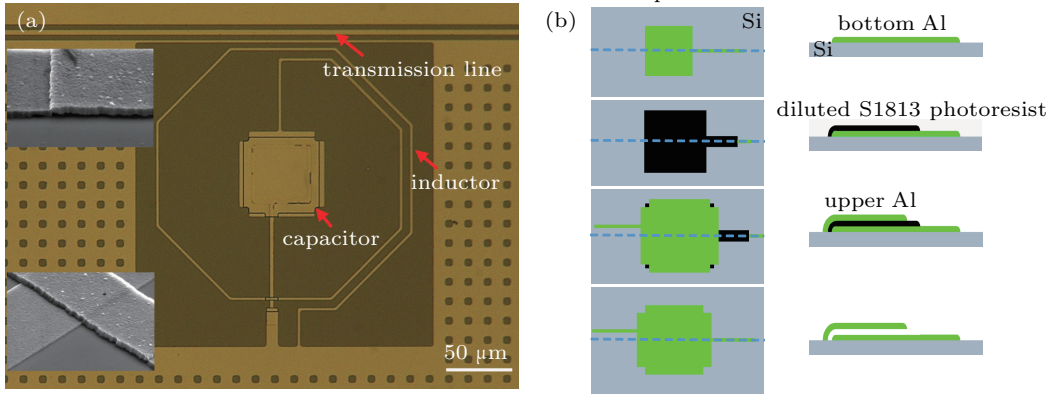 (a)
transmission line
inductor
capacitor
50 μm
(b)
Si
bottom Al
Si
diluted S1813 photoresist
upper Al